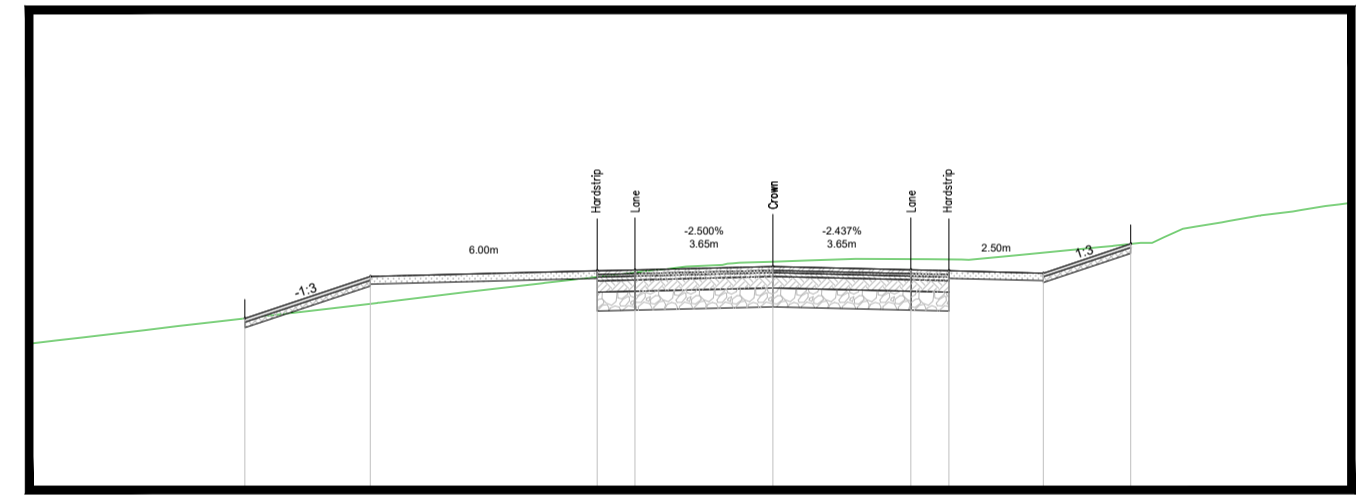 Hardstrip
Lane
Crown
Lane
Hardstrip
-2.500%
3.65m
-2.437%
3.65m
6.00m
2.50m
-1:3
1:3